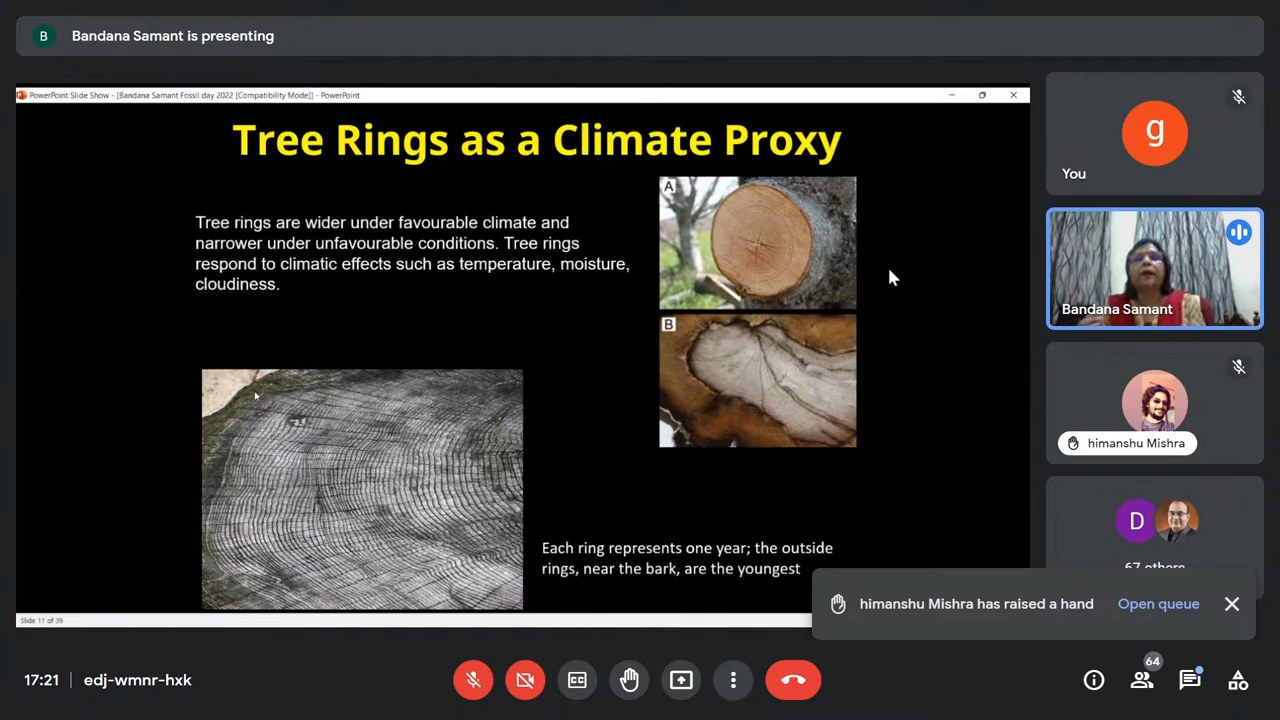 B
Bandana Samant is presenting
PowerPoint Slide Show - [Bandana Samant Fossil day 2022 [Compatibility Mode]] - PowerPoint
Tree Rings as a Climate Proxy
Tree rings are wider under favourable climate and
narrower under unfavourable conditions. Tree rings
respond to climatic effects such as temperature, moisture,
cloudiness.
A
B
Each ring represents one year; the outside
rings, near the bark, are the youngest
Slide 11 of 39
g
You
Bandana Samant
himanshu Mishra
D
67 others
himanshu Mishra has raised a hand
Open queue
17:21
edj-wmnr-hxk
CC
64